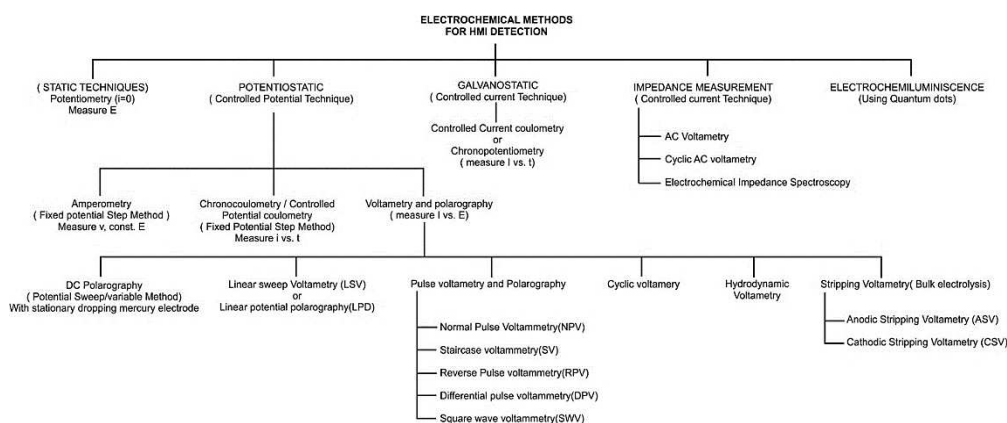 ELECTROCHEMICAL METHODS
FOR HMI DETECTION
( STATIC TECHNIQUES)
Potentiometry (i=0)
Measure E
POTENTIOSTATIC
( Controlled Potential Technique)
GALVANOSTATIC
( Controlled current Technique)
IMPEDANCE MEASUREMENT
( Controlled current Technique)
ELECTROCHEMILUMINISCENCE
(Using Quantum dots)
Controlled Current coulometry
or
Chronopotentiometry
( measure I vs. t)
AC Voltametry
Cyclic AC voltametry
Electrochemical Impedance Spectroscopy
Amperometry
( Fixed potential Step Method )
Measure v, const. E
Chronocoulometry / Controlled
Potential coulometry
( Fixed Potential Step Method)
Measure i vs. t
Voltametry and polarography
( measure I vs. E)
DC Polarography
( Potential Sweep/variable Method)
With stationary dropping mercury electrode
Linear sweep Voltametry (LSV)
or
Linear potential polarography(LPD)
Pulse voltametry and Polarography
Cyclic voltamery
Hydrodynamic
Voltametry
Stripping Voltametry( Bulk electrolysis)
Normal Pulse Voltammetry(NPV)
Staircase voltammetry(SV)
Reverse Pulse voltammetry(RPV)
Differential pulse voltammetry(DPV)
Square wave voltammetry(SWV)
Anodic Stripping Voltametry (ASV)
Cathodic Stripping Voltametry (CSV)